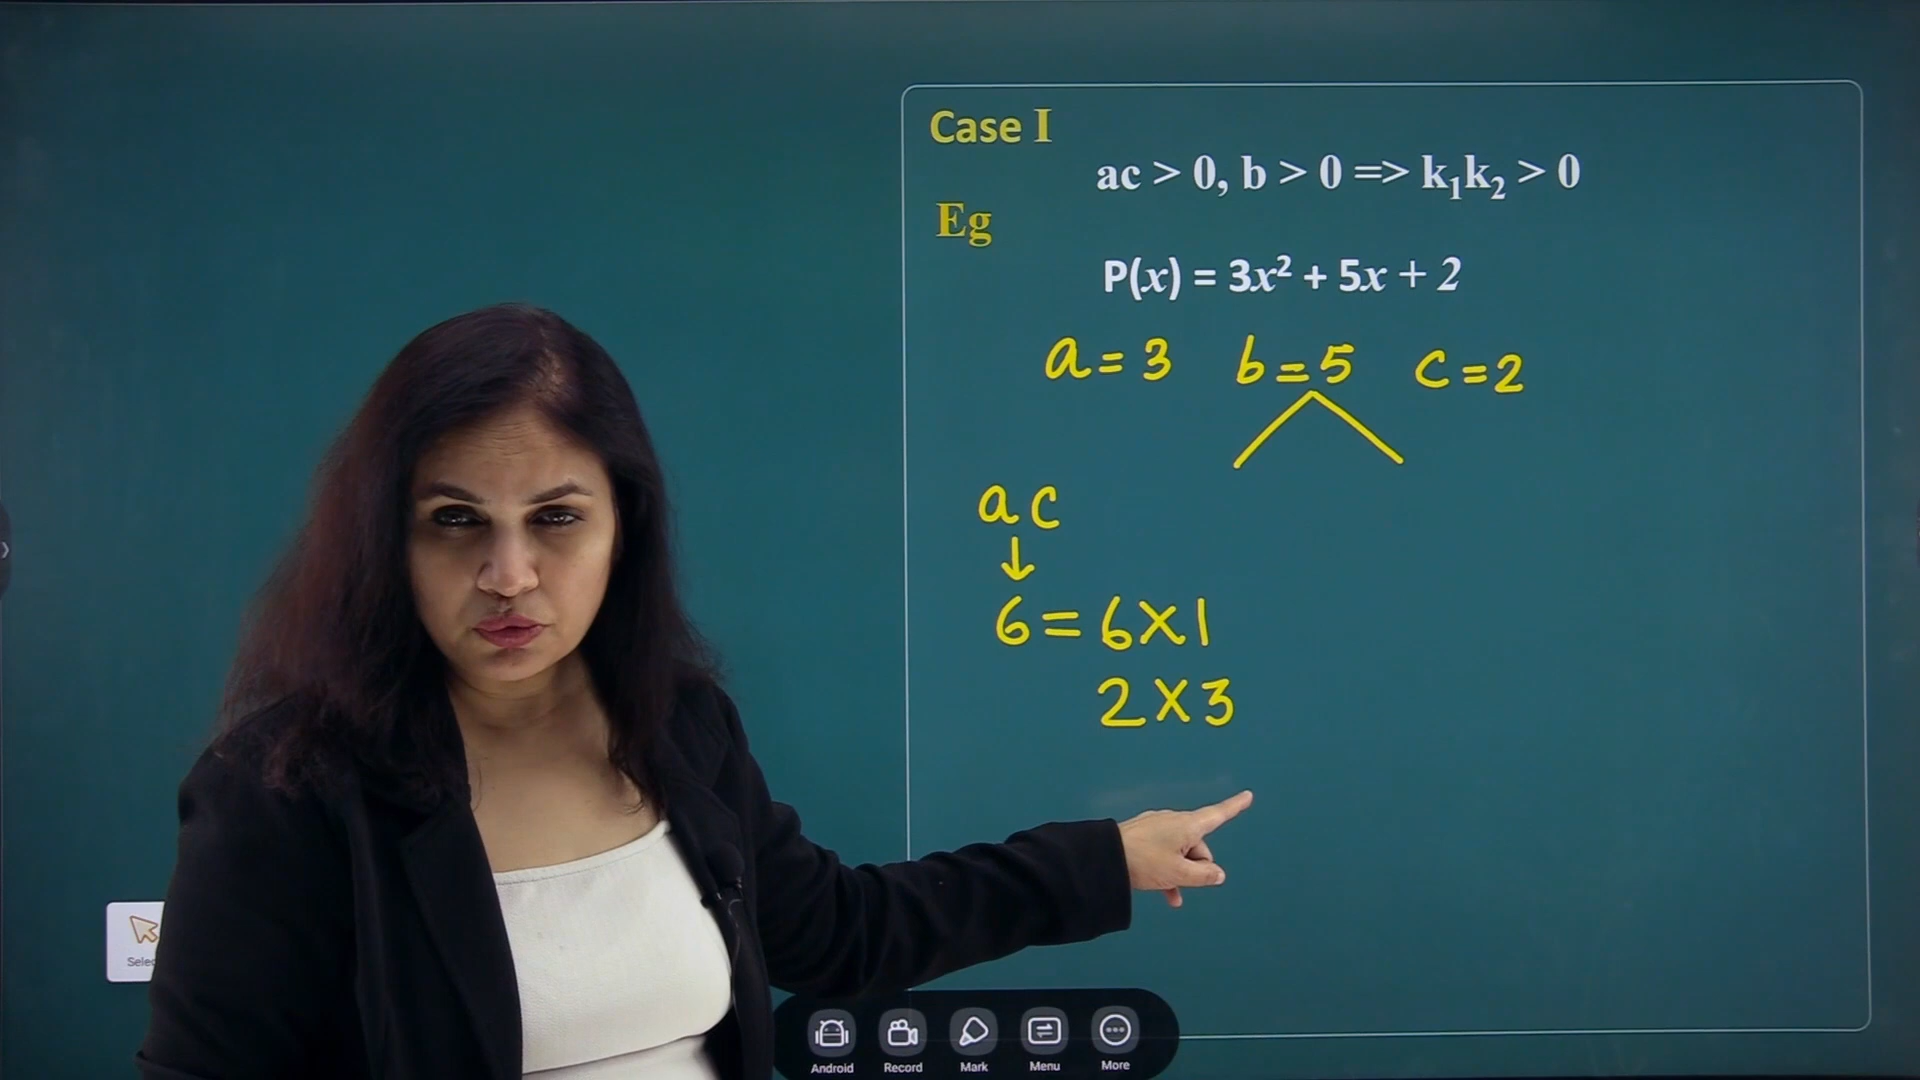 Case I
ac > 0, b > 0 => k₁k₂ > 0
Eg
P(x) = 3x² + 5x + 2
a = 3 b = 5 c = 2
a c
↓
6 = 6 X 1
2 X 3
Selec
Android Record Mark Menu More